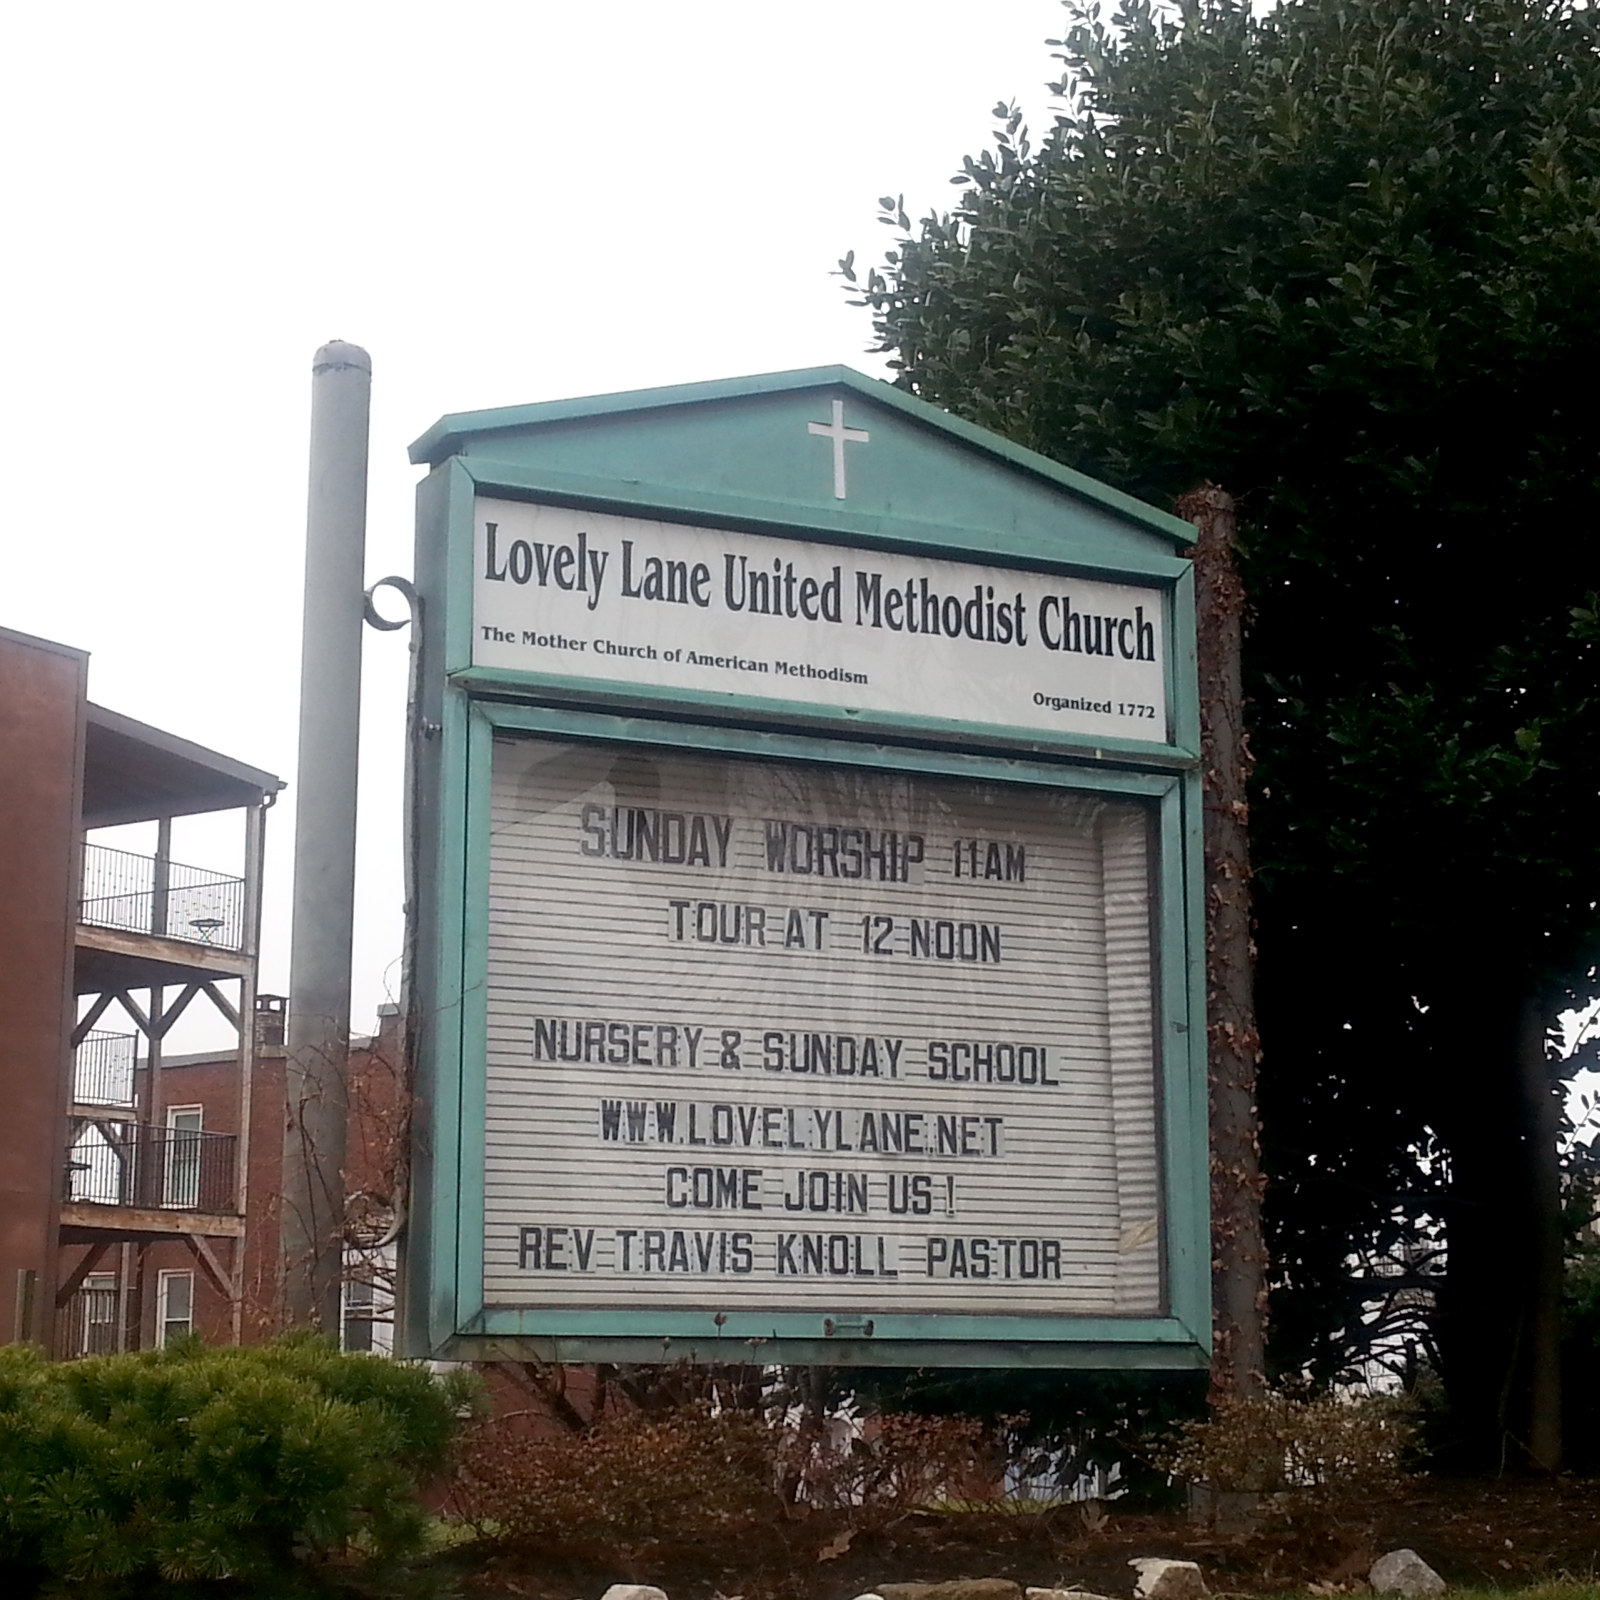 Lovely Lane United Methodist Church
The Mother Church of American Methodism
Organized 1772
SUNDAY WORSHIP 11AM
TOUR AT 12 NOON
NURSERY & SUNDAY SCHOOL
WWW.LOVELYLANE.NET
COME JOIN US!
REV TRAVIS KNOLL PASTOR